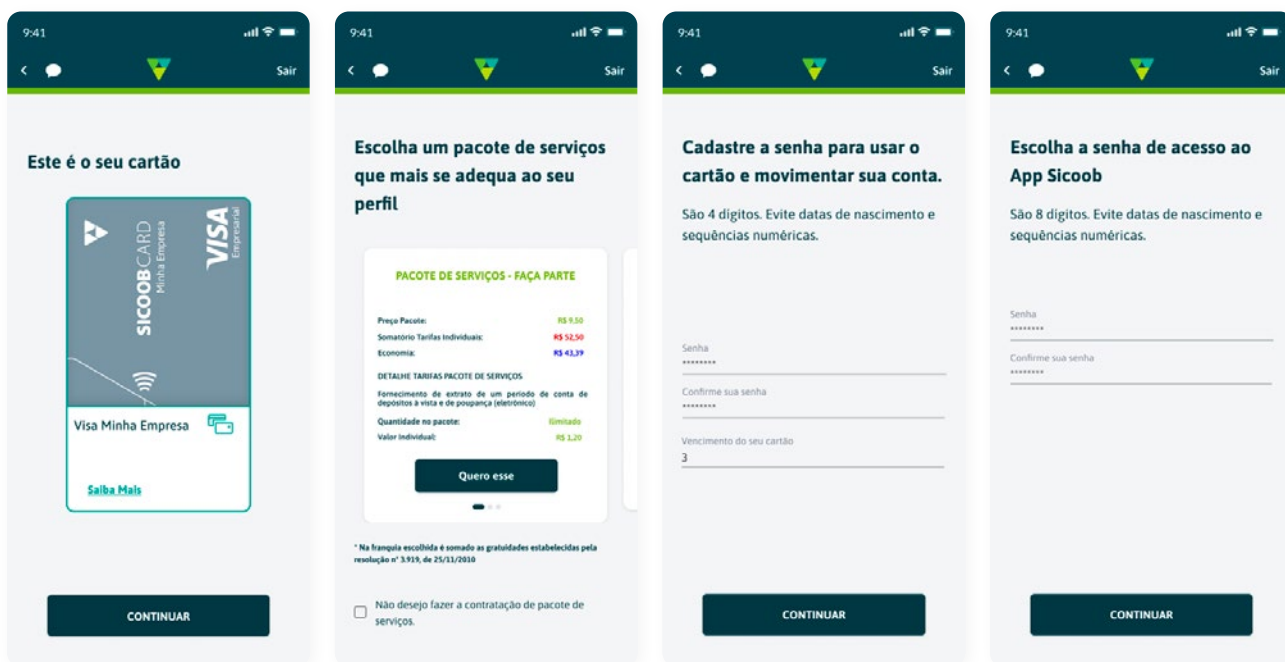 9:41
Sair
Este é o seu cartão
SICOOBCARD
Minha Empresa
VISA
Empresarial
Visa Minha Empresa
Saiba Mais
CONTINUAR
9:41
Sair
Escolha um pacote de serviços
que mais se adequa ao seu
perfil
PACOTE DE SERVIÇOS - FAÇA PARTE
Preço Pacote: R$ 9,50
Somatório Tarifas Individuais: R$ 52,50
Economia: R$ 43,39
DETALHE TARIFAS PACOTE DE SERVIÇOS
Fornecimento de extrato de um período de conta de
depósitos à vista e de poupança (eletrônico)
Quantidade no pacote: Ilimitado
Valor Individual: R$ 1,20
Quero esse
* Na franquia escolhida é somado as gratuidades estabelecidas pela
resolução n° 3.919, de 25/11/2010
Não desejo fazer a contratação de pacote de
serviços.
9:41
Sair
Cadastre a senha para usar o
cartão e movimentar sua conta.
São 4 dígitos. Evite datas de nascimento e
sequências numéricas.
Senha
••••••••
Confirme sua senha
••••••••
Vencimento do seu cartão
3
CONTINUAR
9:41
Sair
Escolha a senha de acesso ao
App Sicoob
São 8 dígitos. Evite datas de nascimento e
sequências numéricas.
Senha
••••••••
Confirme sua senha
••••••••
CONTINUAR